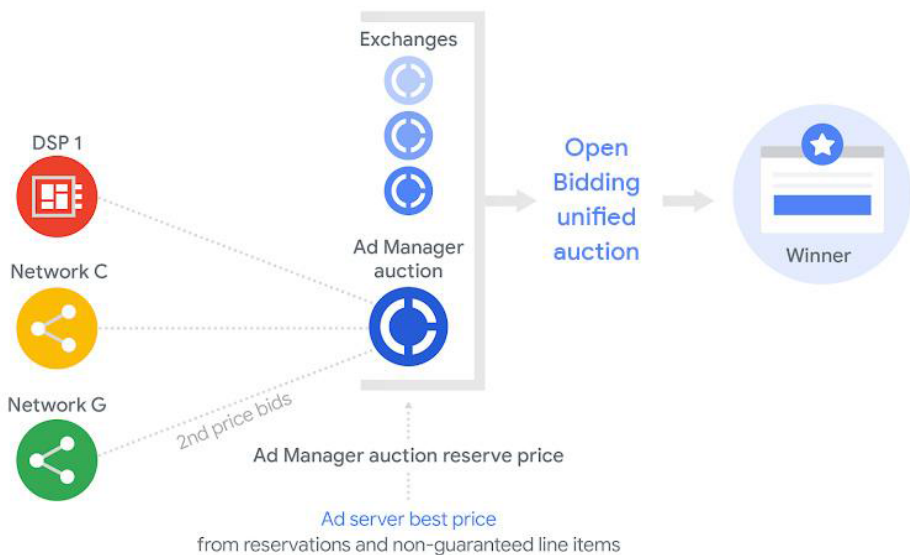 Exchanges
DSP 1
Network C
Network G
2nd price bids
Ad Manager
auction
Open
Bidding
unified
auction
Winner
Ad Manager auction reserve price
Ad server best price
from reservations and non-guaranteed line items